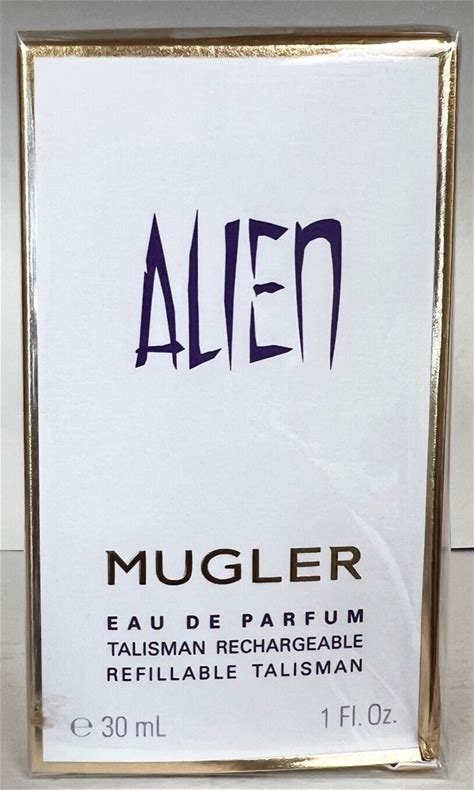 ALIEN
MUGLER
EAU DE PARFUM
TALISMAN RECHARGEABLE
REFILLABLE TALISMAN
℮ 30 mL 1 Fl. Oz.